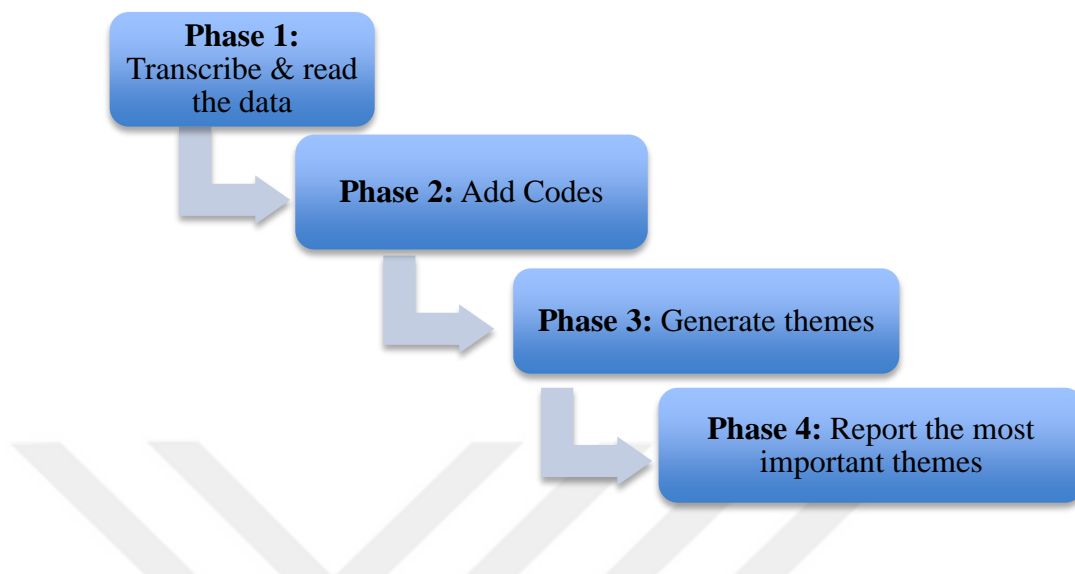 Phase 1:
Transcribe & read
the data
Phase 2: Add Codes
Phase 3: Generate themes
Phase 4: Report the most
important themes